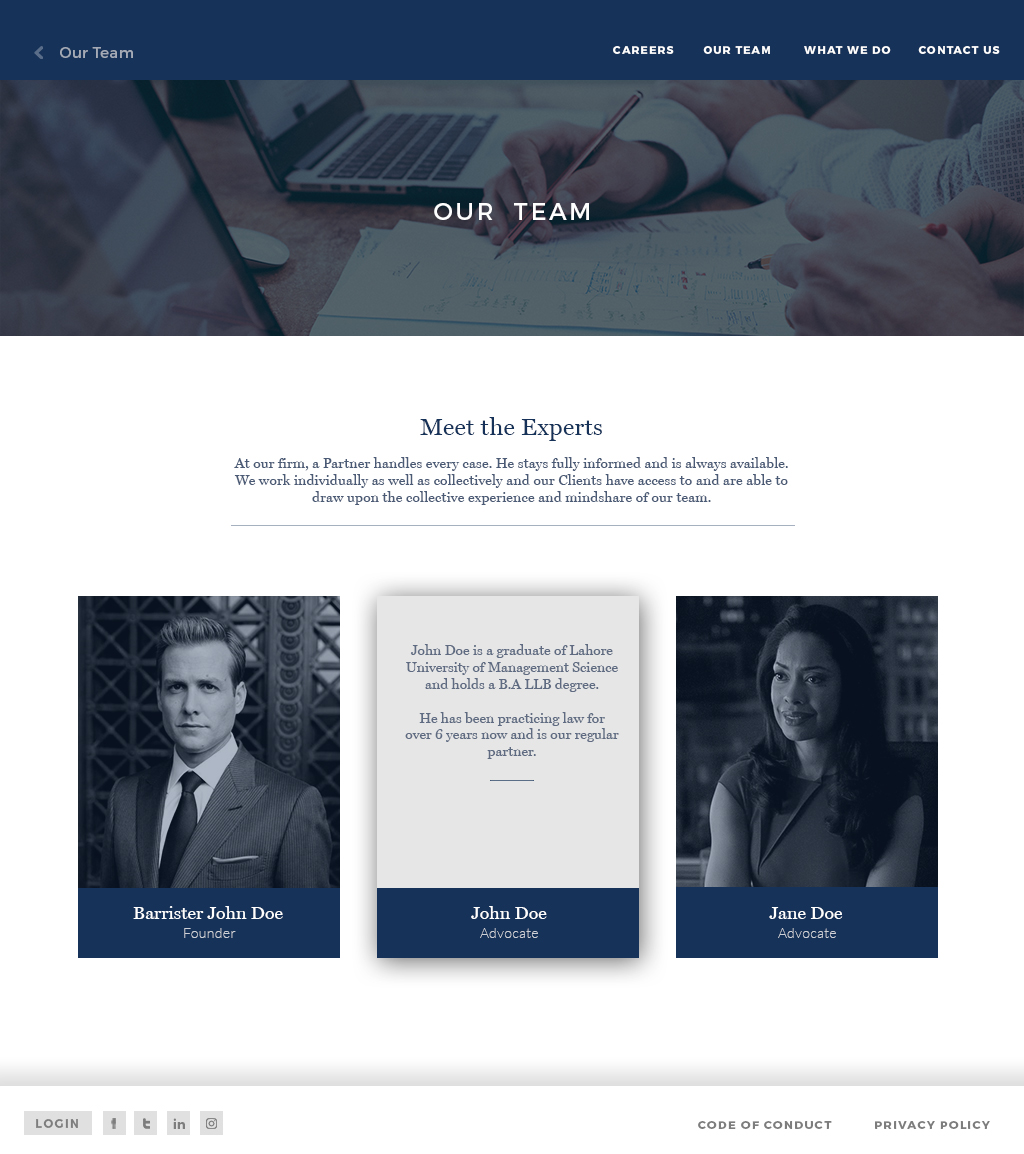 Our Team
CAREERS
OUR TEAM
WHAT WE DO
CONTACT US
OUR TEAM
Meet the Experts
At our firm, a Partner handles every case. He stays fully informed and is always available.
We work individually as well as collectively and our Clients have access to and are able to
draw upon the collective experience and mindshare of our team.
John Doe is a graduate of Lahore
University of Management Science
and holds a B.A LLB degree.
He has been practicing law for
over 6 years now and is our regular
partner.
Barrister John Doe
Founder
John Doe
Advocate
Jane Doe
Advocate
LOGIN
CODE OF CONDUCT
PRIVACY POLICY